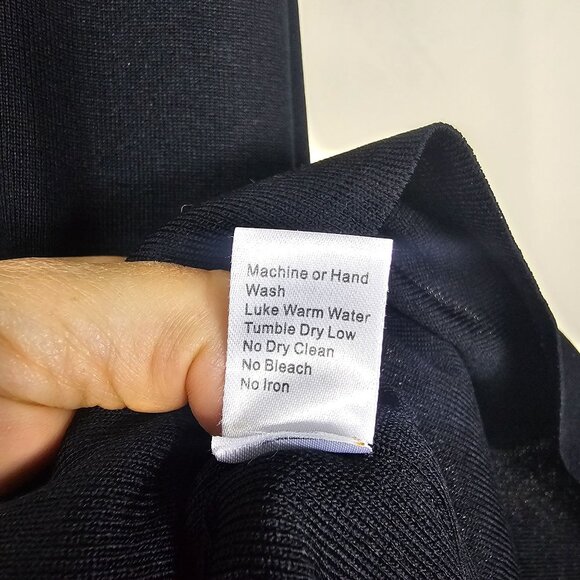 Machine or Hand
Wash
Luke Warm Water
Tumble Dry Low
No Dry Clean
No Bleach
No Iron